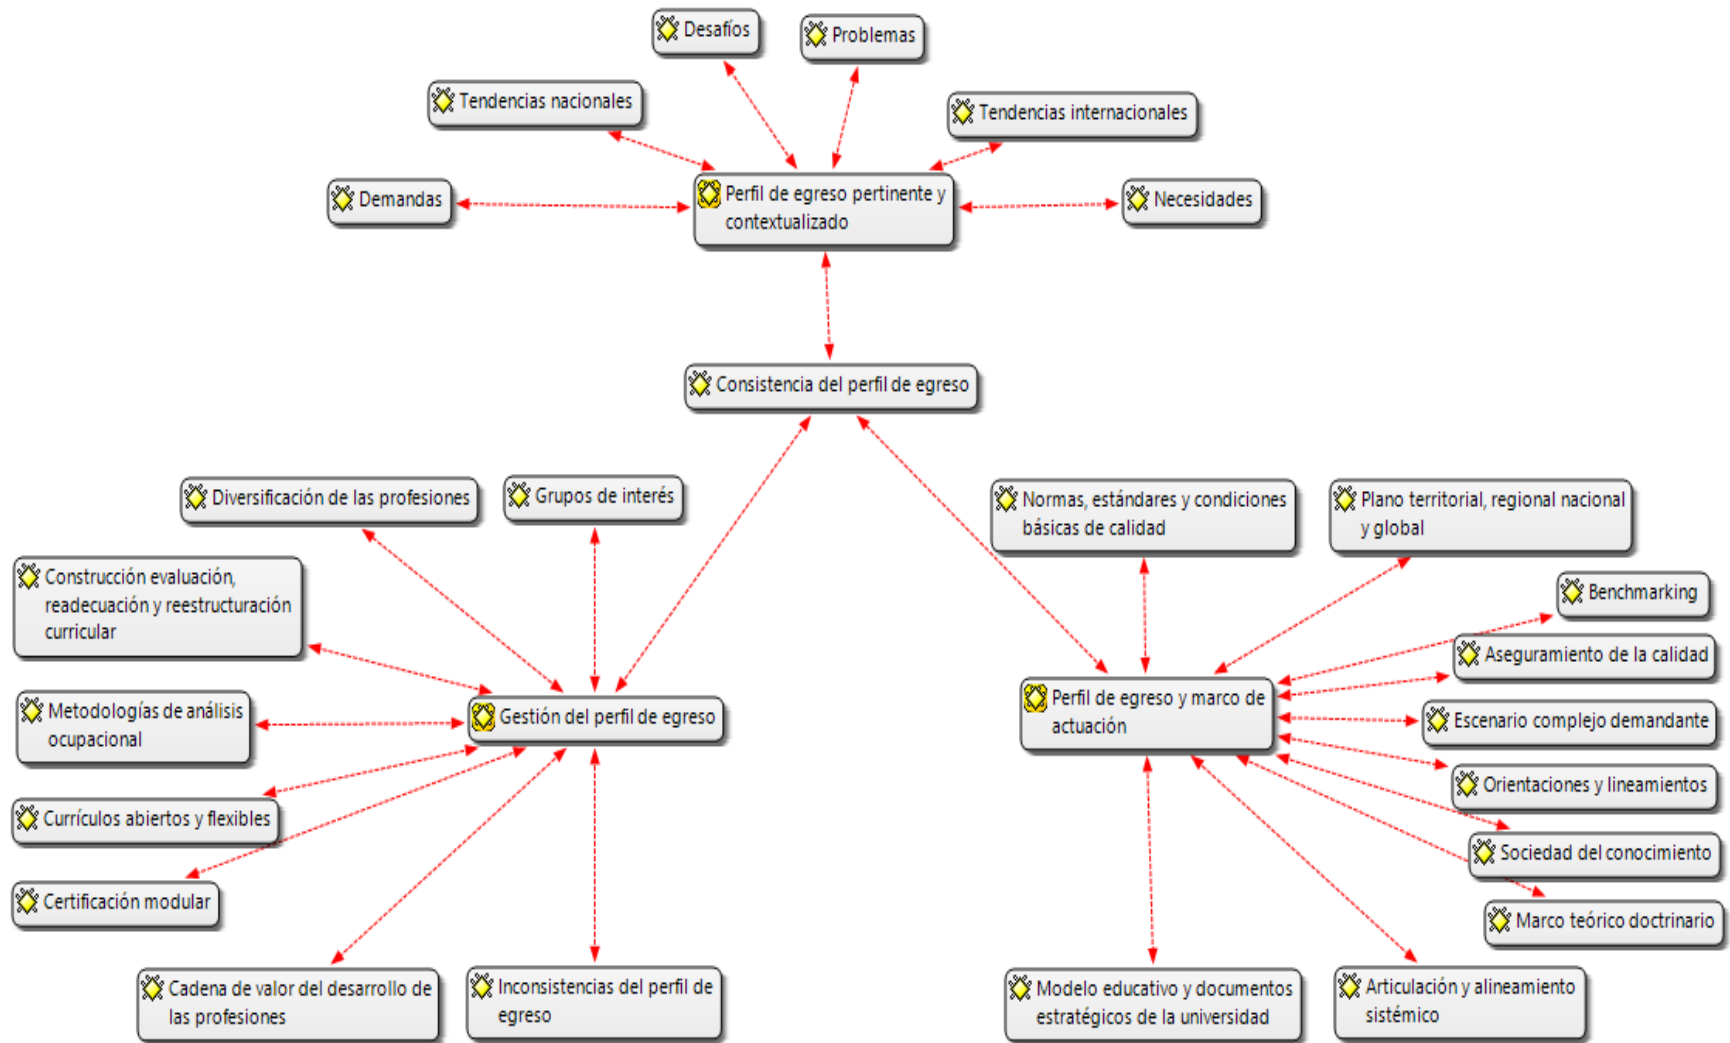 Desafíos
Problemas
Tendencias nacionales
Tendencias internacionales
Demandas
Perfil de egreso pertinente y
contextualizado
Necesidades
Consistencia del perfil de egreso
Diversificación de las profesiones
Grupos de interés
Normas, estándares y condiciones
básicas de calidad
Plano territorial, regional nacional
y global
Construcción evaluación,
readecuación y reestructuración
curricular
Benchmarking
Aseguramiento de la calidad
Metodologías de análisis
ocupacional
Gestión del perfil de egreso
Perfil de egreso y marco de
actuación
Escenario complejo demandante
Orientaciones y lineamientos
Currículos abiertos y flexibles
Sociedad del conocimiento
Certificación modular
Marco teórico doctrinario
Cadena de valor del desarrollo de
las profesiones
Inconsistencias del perfil de
egreso
Modelo educativo y documentos
estratégicos de la universidad
Articulación y alineamiento
sistémico